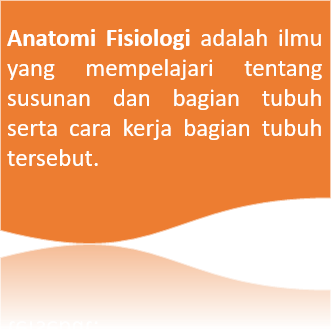 Anatomi Fisiologi adalah ilmu
yang mempelajari tentang
susunan dan bagian tubuh
serta cara kerja bagian tubuh
tersebut.